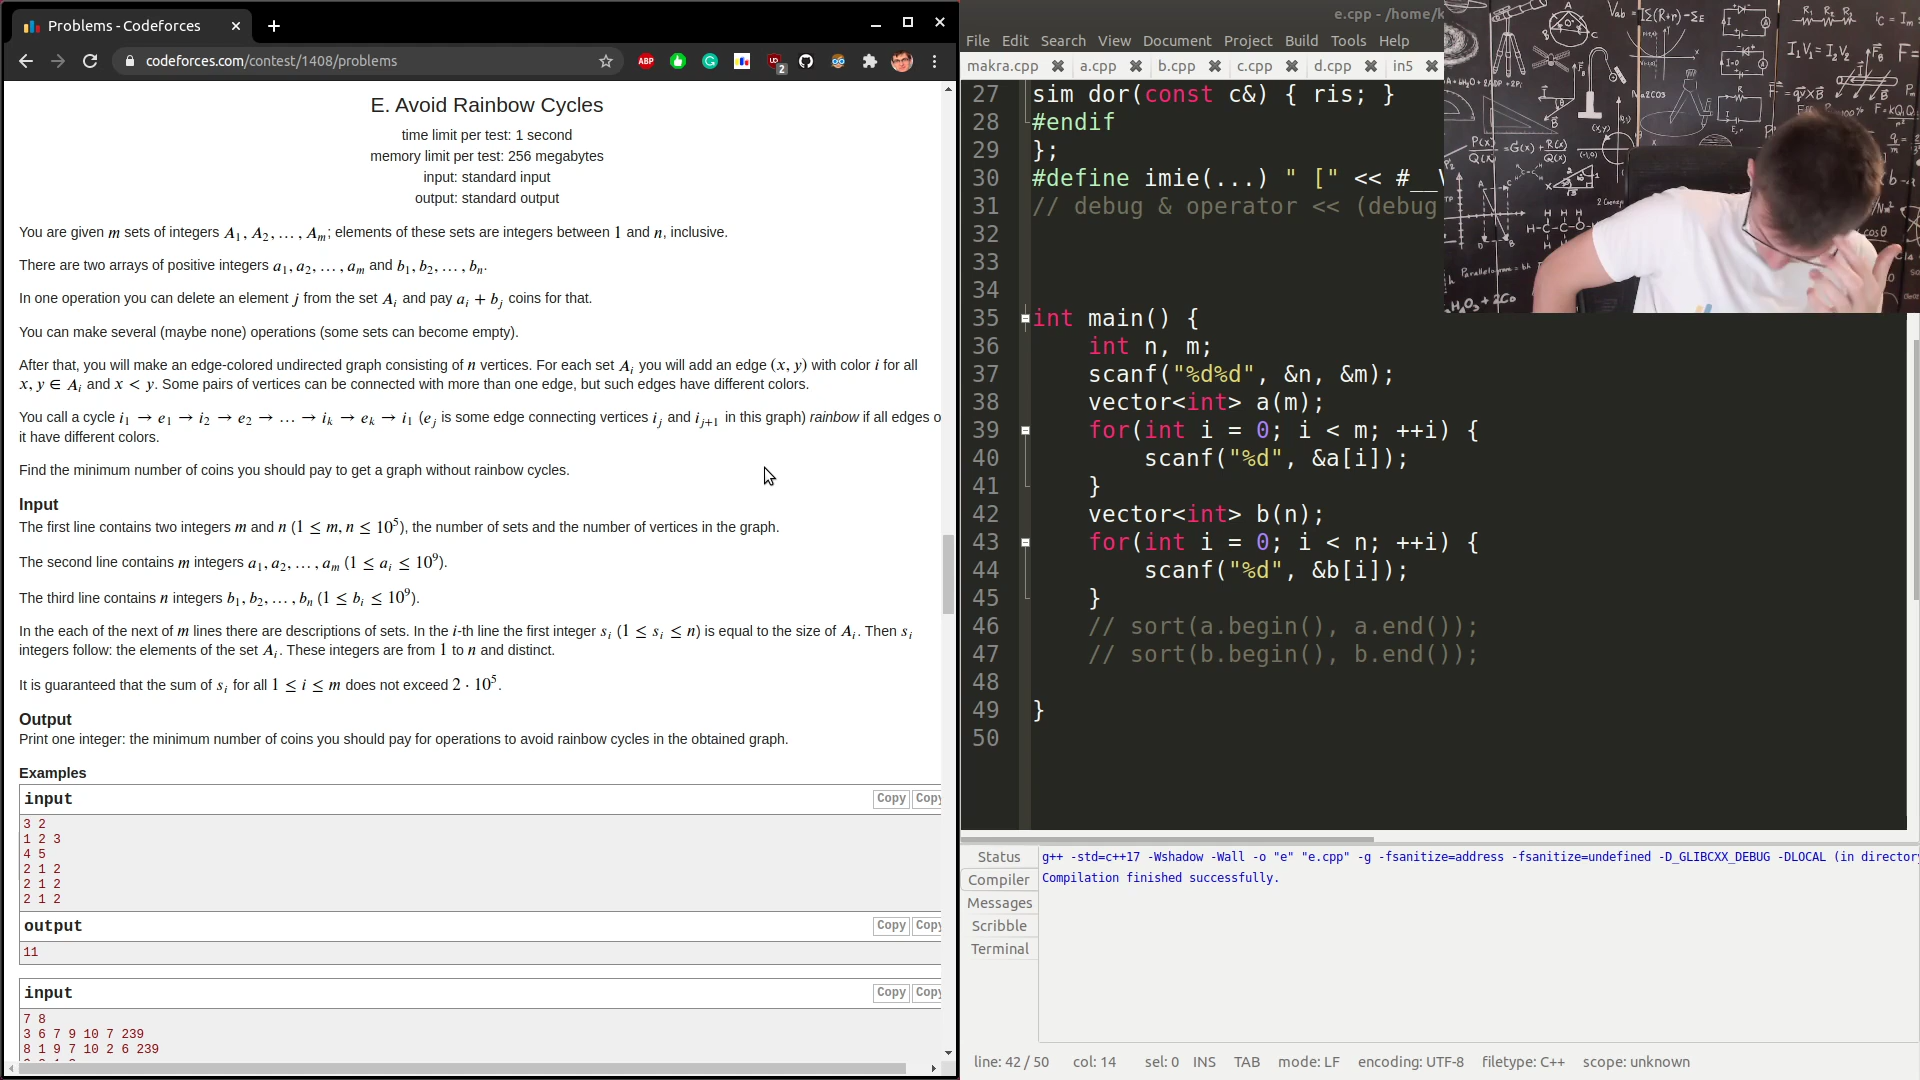 Problems - Codeforces
codeforces.com/contest/1408/problems
E. Avoid Rainbow Cycles
time limit per test: 1 second
memory limit per test: 256 megabytes
input: standard input
output: standard output
You are given m sets of integers A₁, A₂, …, Aₘ; elements of these sets are integers between 1 and n, inclusive.
There are two arrays of positive integers a₁, a₂, …, aₘ and b₁, b₂, …, bₙ.
In one operation you can delete an element j from the set Aᵢ and pay aᵢ + bⱼ coins for that.
You can make several (maybe none) operations (some sets can become empty).
After that, you will make an edge-colored undirected graph consisting of n vertices. For each set Aᵢ you will add an edge (x, y) with color i for all
x, y ∈ Aᵢ and x < y. Some pairs of vertices can be connected with more than one edge, but such edges have different colors.
You call a cycle i₁ → e₁ → i₂ → e₂ → … → iₖ → eₖ → i₁ (eⱼ is some edge connecting vertices iⱼ and iⱼ₊₁ in this graph) rainbow if all edges o
it have different colors.
Find the minimum number of coins you should pay to get a graph without rainbow cycles.
Input
The first line contains two integers m and n (1 ≤ m, n ≤ 10⁵), the number of sets and the number of vertices in the graph.
The second line contains m integers a₁, a₂, …, aₘ (1 ≤ aᵢ ≤ 10⁹).
The third line contains n integers b₁, b₂, …, bₙ (1 ≤ bᵢ ≤ 10⁹).
In the each of the next of m lines there are descriptions of sets. In the i-th line the first integer sᵢ (1 ≤ sᵢ ≤ n) is equal to the size of Aᵢ. Then sᵢ
integers follow: the elements of the set Aᵢ. These integers are from 1 to n and distinct.
It is guaranteed that the sum of sᵢ for all 1 ≤ i ≤ m does not exceed 2 · 10⁵.
Output
Print one integer: the minimum number of coins you should pay for operations to avoid rainbow cycles in the obtained graph.
Examples
input Copy Copy
3 2
1 2 3
4 5
2 1 2
2 1 2
2 1 2
output Copy Copy
11
input Copy Copy
7 8
3 6 7 9 10 7 239
8 1 9 7 10 2 6 239
e.cpp - /home/k
File Edit Search View Document Project Build Tools Help
makra.cpp a.cpp b.cpp c.cpp d.cpp in5
27 sim dor(const c&) { ris; }
28 #endif
29 };
30 #define imie(...) " [" << #__
31 // debug & operator << (debug
32
33
34
35 int main() {
36 int n, m;
37 scanf("%d%d", &n, &m);
38 vector<int> a(m);
39 for(int i = 0; i < m; ++i) {
40 scanf("%d", &a[i]);
41 }
42 vector<int> b(n);
43 for(int i = 0; i < n; ++i) {
44 scanf("%d", &b[i]);
45 }
46 // sort(a.begin(), a.end());
47 // sort(b.begin(), b.end());
48
49 }
50
Status
Compiler
Messages
Scribble
Terminal
g++ -std=c++17 -Wshadow -Wall -o "e" "e.cpp" -g -fsanitize=address -fsanitize=undefined -D_GLIBCXX_DEBUG -DLOCAL (in directory
Compilation finished successfully.
line: 42 / 50 col: 14 sel: 0 INS TAB mode: LF encoding: UTF-8 filetype: C++ scope: unknown